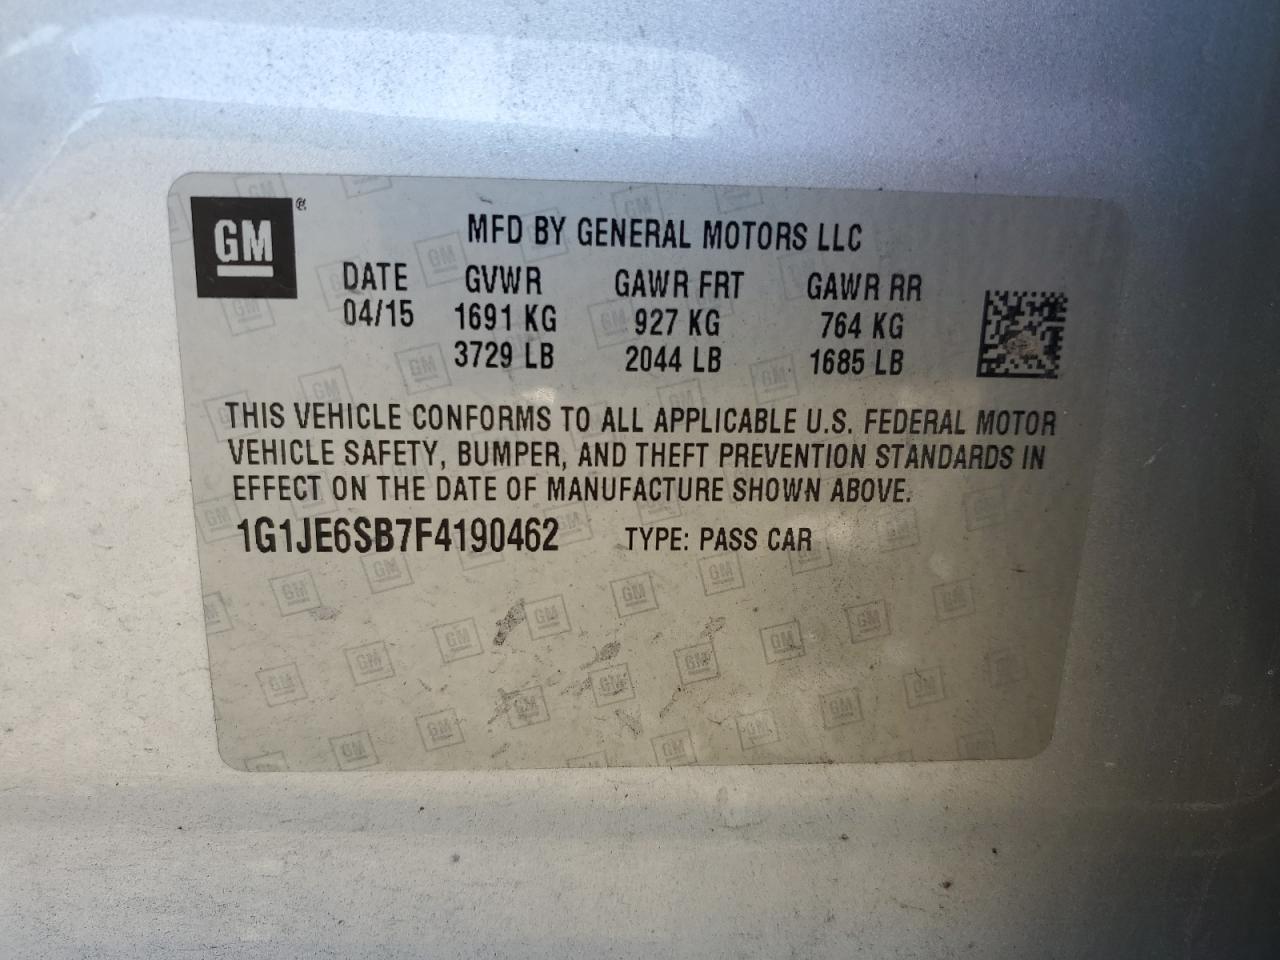 GM ®
MFD BY GENERAL MOTORS LLC
DATE GVWR GAWR FRT GAWR RR
04/15 1691 KG 927 KG 764 KG
3729 LB 2044 LB 1685 LB
THIS VEHICLE CONFORMS TO ALL APPLICABLE U.S. FEDERAL MOTOR
VEHICLE SAFETY, BUMPER, AND THEFT PREVENTION STANDARDS IN
EFFECT ON THE DATE OF MANUFACTURE SHOWN ABOVE.
1G1JE6SB7F4190462 TYPE: PASS CAR